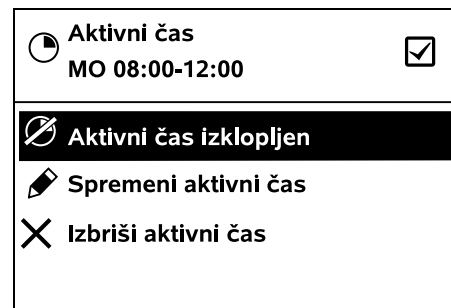 Aktivni čas
MO 08:00-12:00
Aktivni čas izklopljen
Spremeni aktivni čas
Izbriši aktivni čas